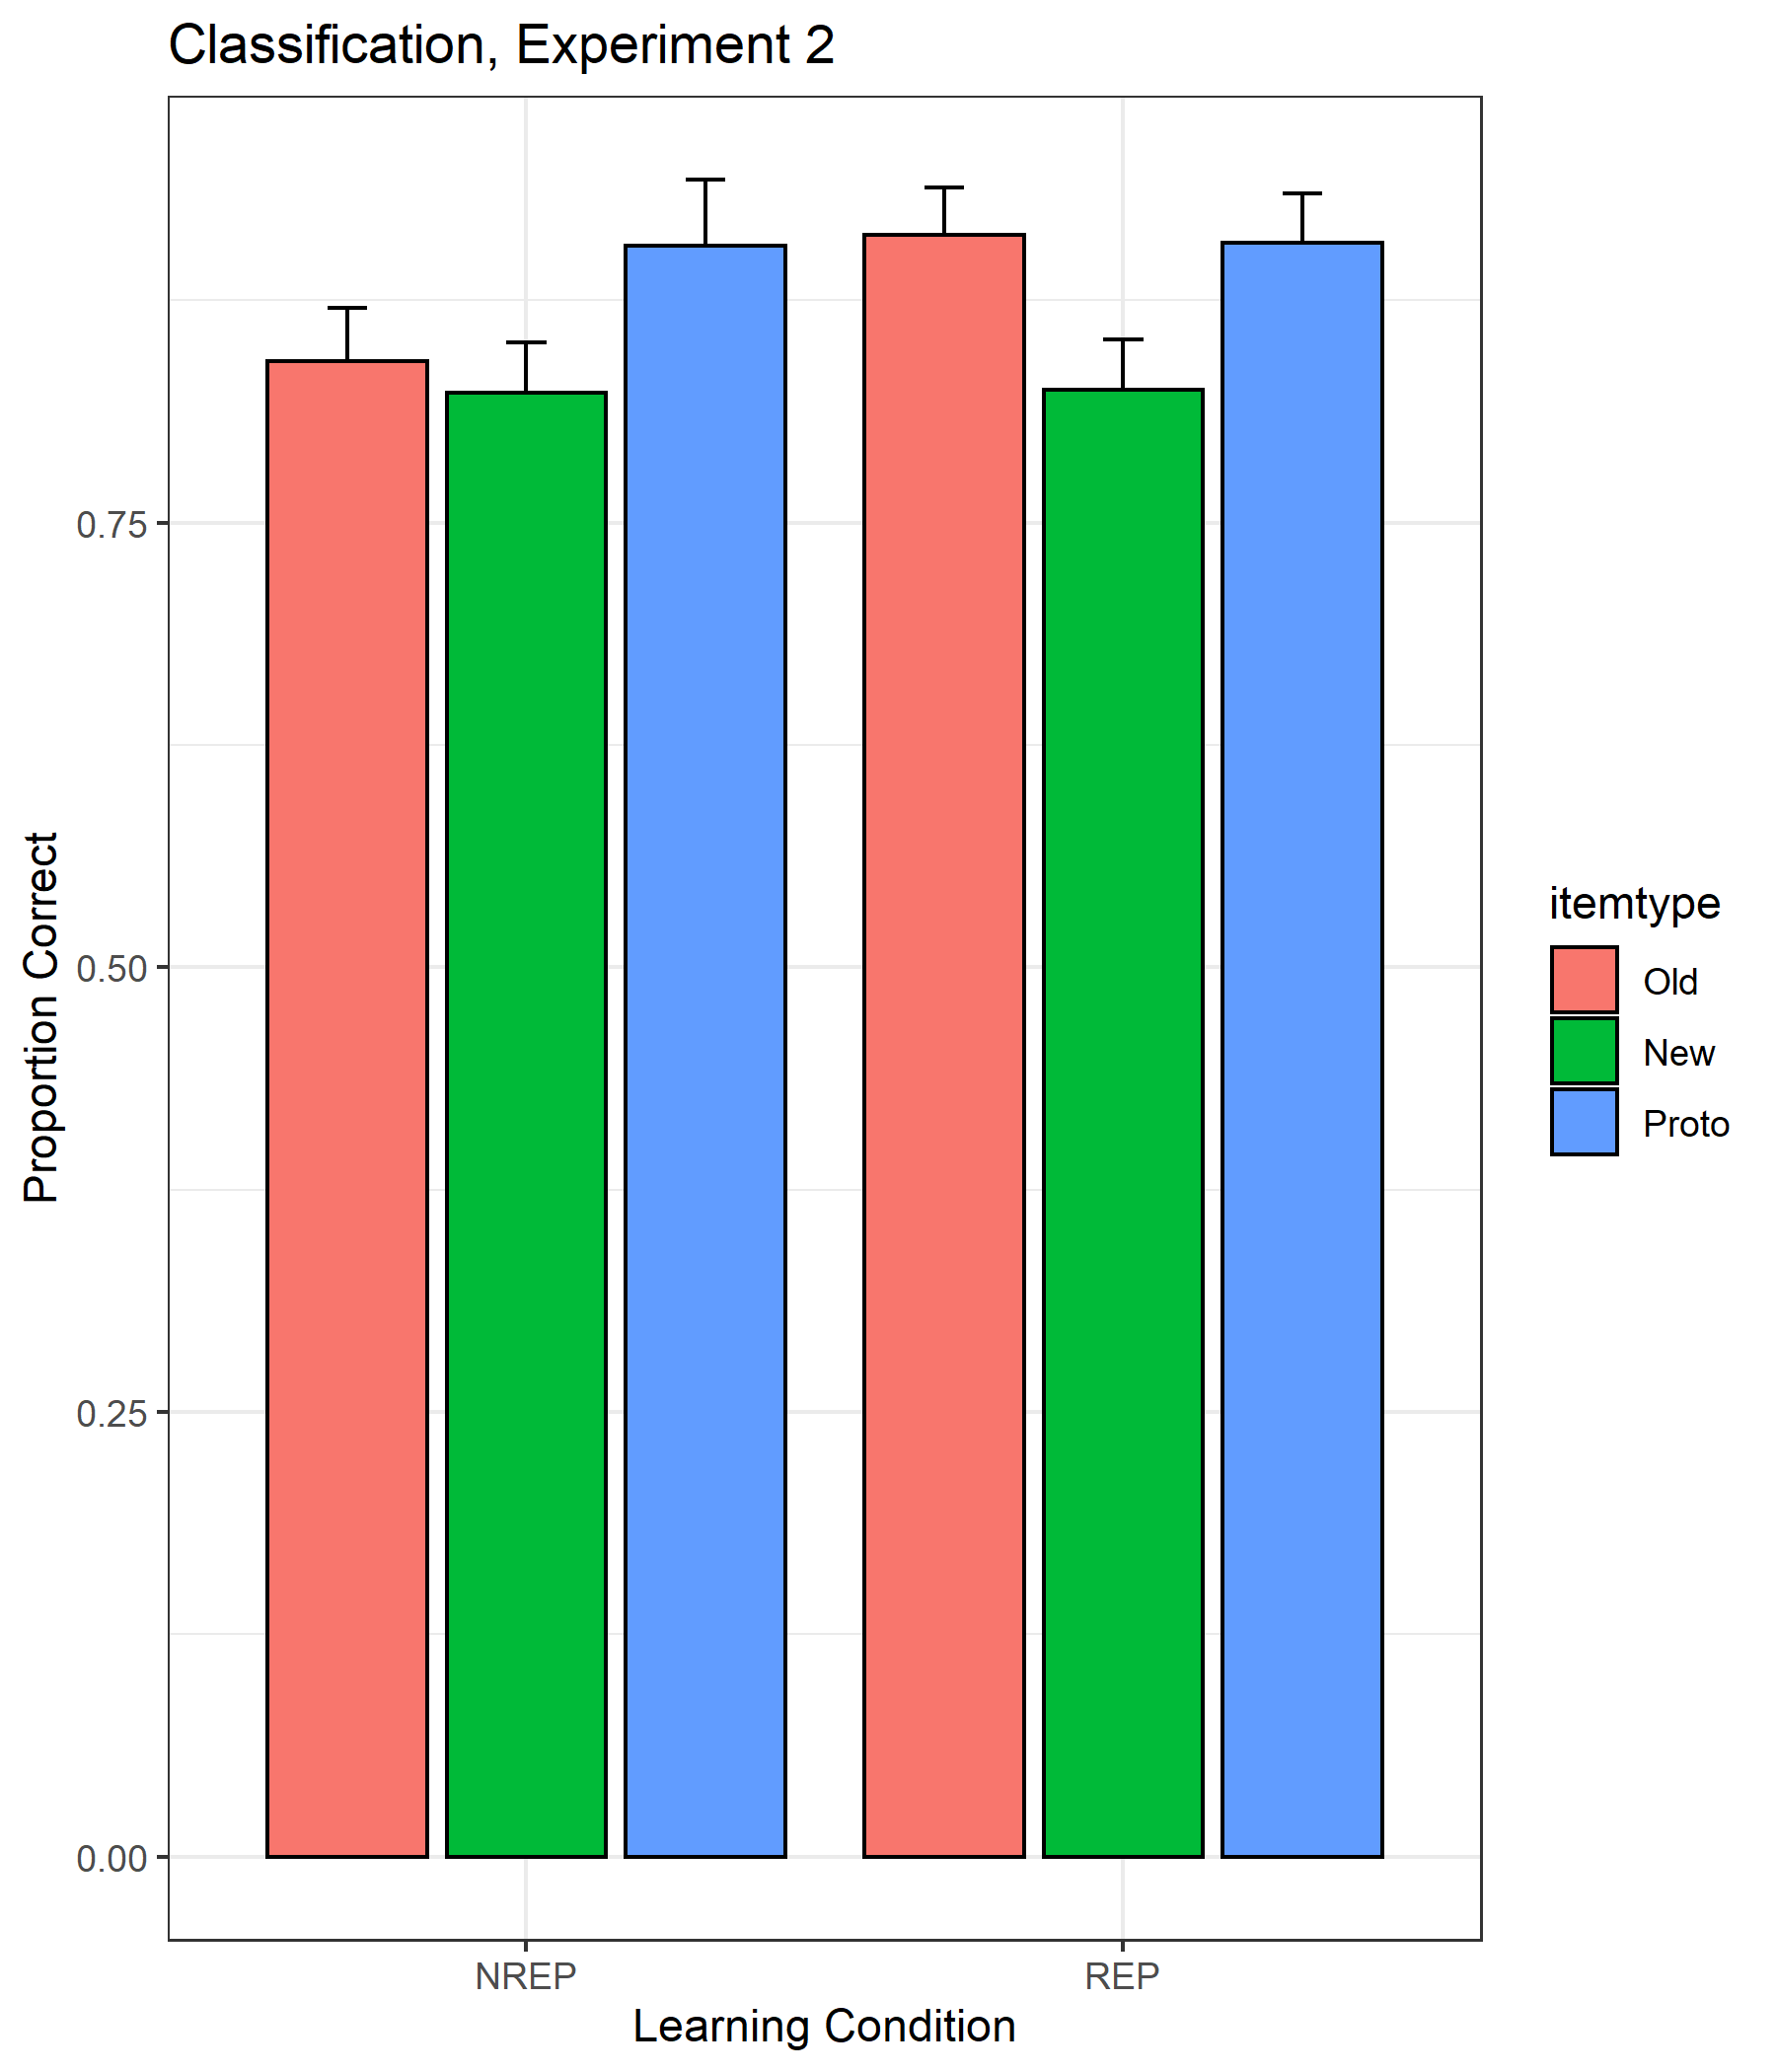 Classification, Experiment 2
Proportion Correct
0.75
0.50
0.25
0.00
NREP
REP
Learning Condition
itemtype
Old
New
Proto